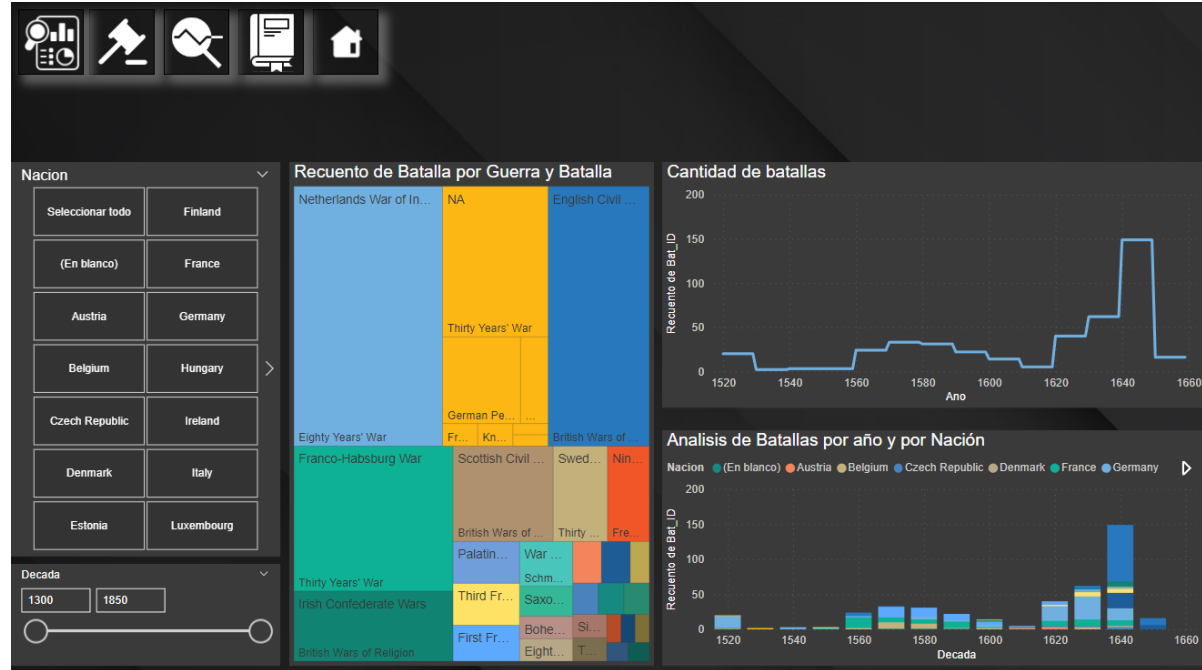 Nacion
Seleccionar todo
Finland
(En blanco)
France
Austria
Germany
Belgium
Hungary
Czech Republic
Ireland
Denmark
Italy
Estonia
Luxembourg
Decada
1300
1850
Recuento de Batalla por Guerra y Batalla
Netherlands War of In...
NA
English Civil ...
Thirty Years' War
German Pe...
...
Eighty Years' War
Fr...
Kn...
British Wars of ...
Franco-Habsburg War
Scottish Civil ...
Swed...
Nin...
British Wars of ...
Thirty ...
Fre...
Palatin...
War ...
Schm...
Thirty Years' War
Third Fr...
Saxo...
Irish Confederate Wars
Bohe...
Si...
First Fr...
British Wars of Religion
Eight...
T...
Cantidad de batallas
Recuento de Bat_ID
200
150
100
50
0
1520
1540
1560
1580
1600
1620
1640
1660
Ano
Analisis de Batallas por año y por Nación
Nacion
(En blanco)
Austria
Belgium
Czech Republic
Denmark
France
Germany
Recuento de Bat_ID
200
150
100
50
0
1520
1540
1560
1580
1600
1620
1640
1660
Decada